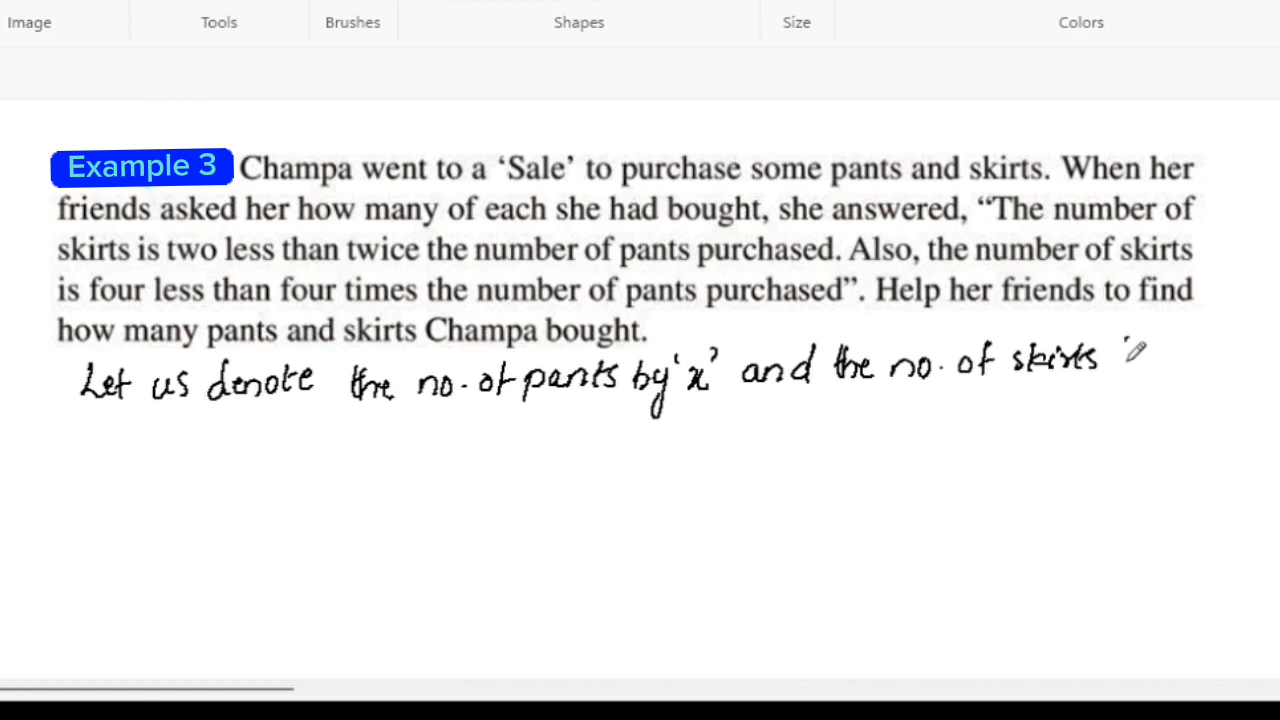 Image Tools Brushes Shapes Size Colors
Example 3 Champa went to a ‘Sale’ to purchase some pants and skirts. When her
friends asked her how many of each she had bought, she answered, “The number of
skirts is two less than twice the number of pants purchased. Also, the number of skirts
is four less than four times the number of pants purchased”. Help her friends to find
how many pants and skirts Champa bought.
Let us denote the no. of pants by ‘x’ and the no. of skirts